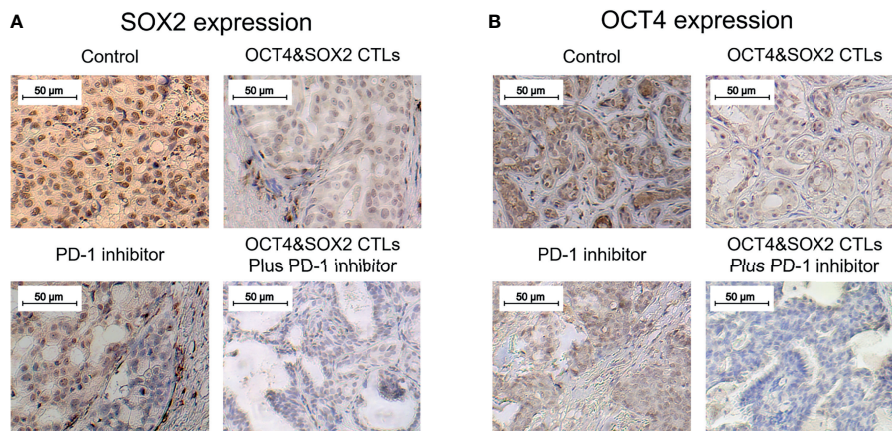 A
SOX2 expression
Control
OCT4&SOX2 CTLs
50 µm
50 µm
PD-1 inhibitor
OCT4&SOX2 CTLs
Plus PD-1 inhibitor
50 µm
50 µm
B
OCT4 expression
Control
OCT4&SOX2 CTLs
50 µm
50 µm
PD-1 inhibitor
OCT4&SOX2 CTLs
Plus PD-1 inhibitor
50 µm
50 µm